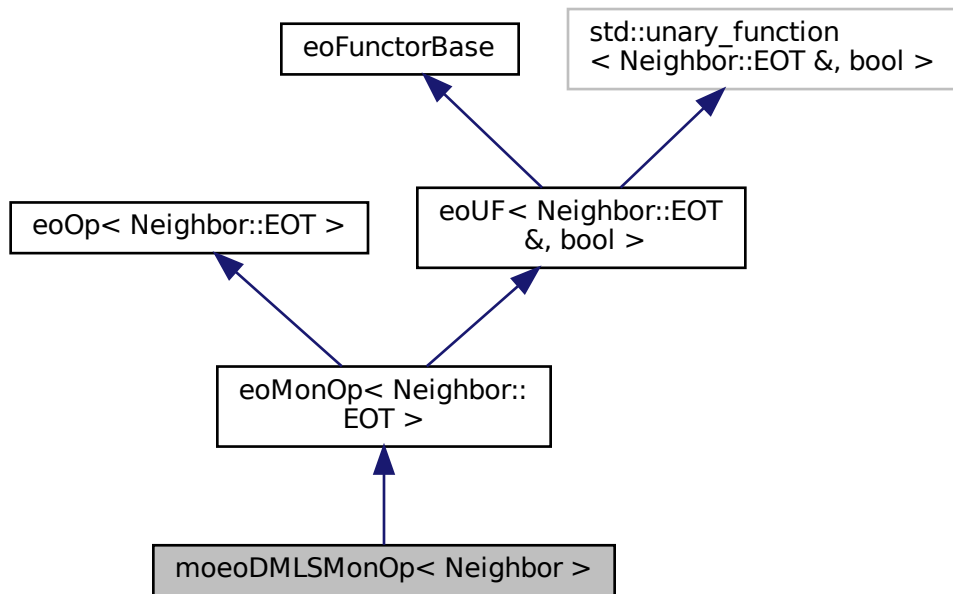 eoFunctorBase
std::unary_function
< Neighbor::EOT &, bool >
eoOp< Neighbor::EOT >
eoUF< Neighbor::EOT
&, bool >
eoMonOp< Neighbor::
EOT >
moeoDMLSMonOp< Neighbor >